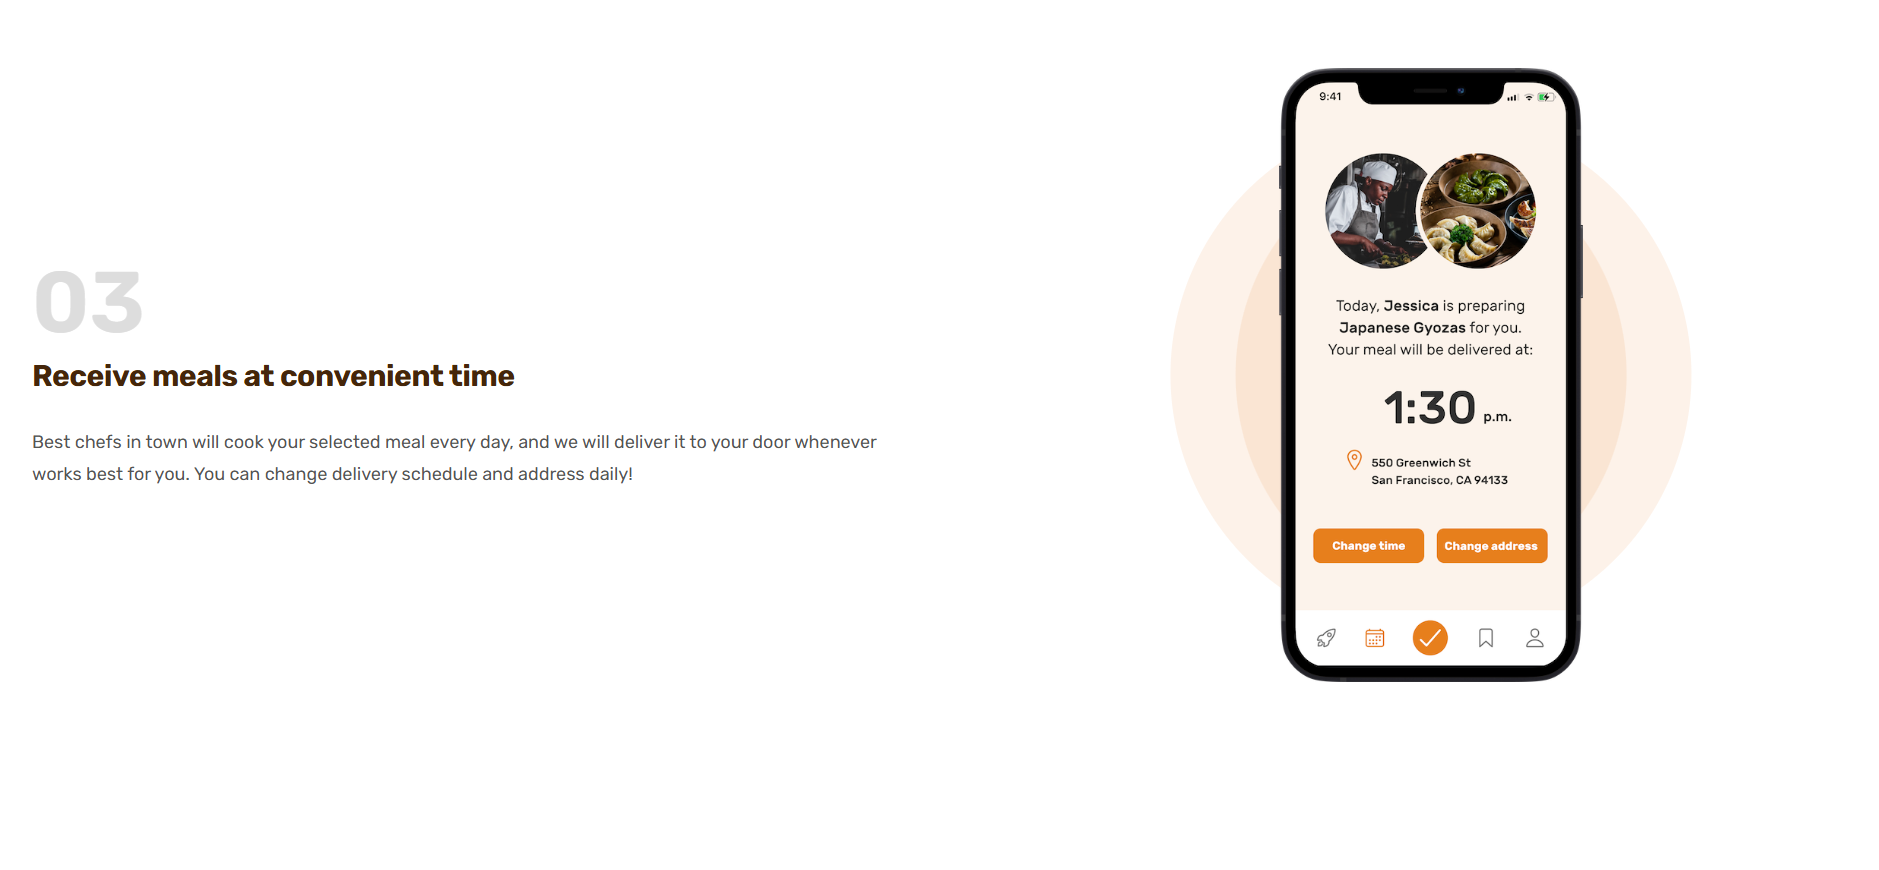 03
Receive meals at convenient time
Best chefs in town will cook your selected meal every day, and we will deliver it to your door whenever
works best for you. You can change delivery schedule and address daily!
9:41
Today, Jessica is preparing
Japanese Gyozas for you.
Your meal will be delivered at:
1:30 p.m.
550 Greenwich St
San Francisco, CA 94133
Change time
Change address